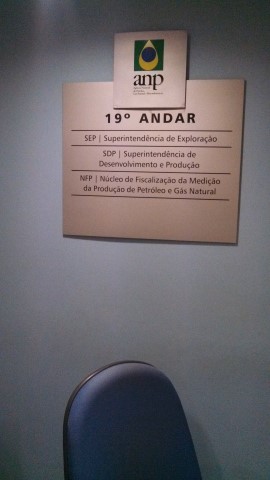 anp
19º ANDAR
SEP | Superintendência de Exploração
SDP | Superintendência de
Desenvolvimento e Produção
NFP | Núcleo de Fiscalização da Medição
da Produção de Petróleo e Gás Natural